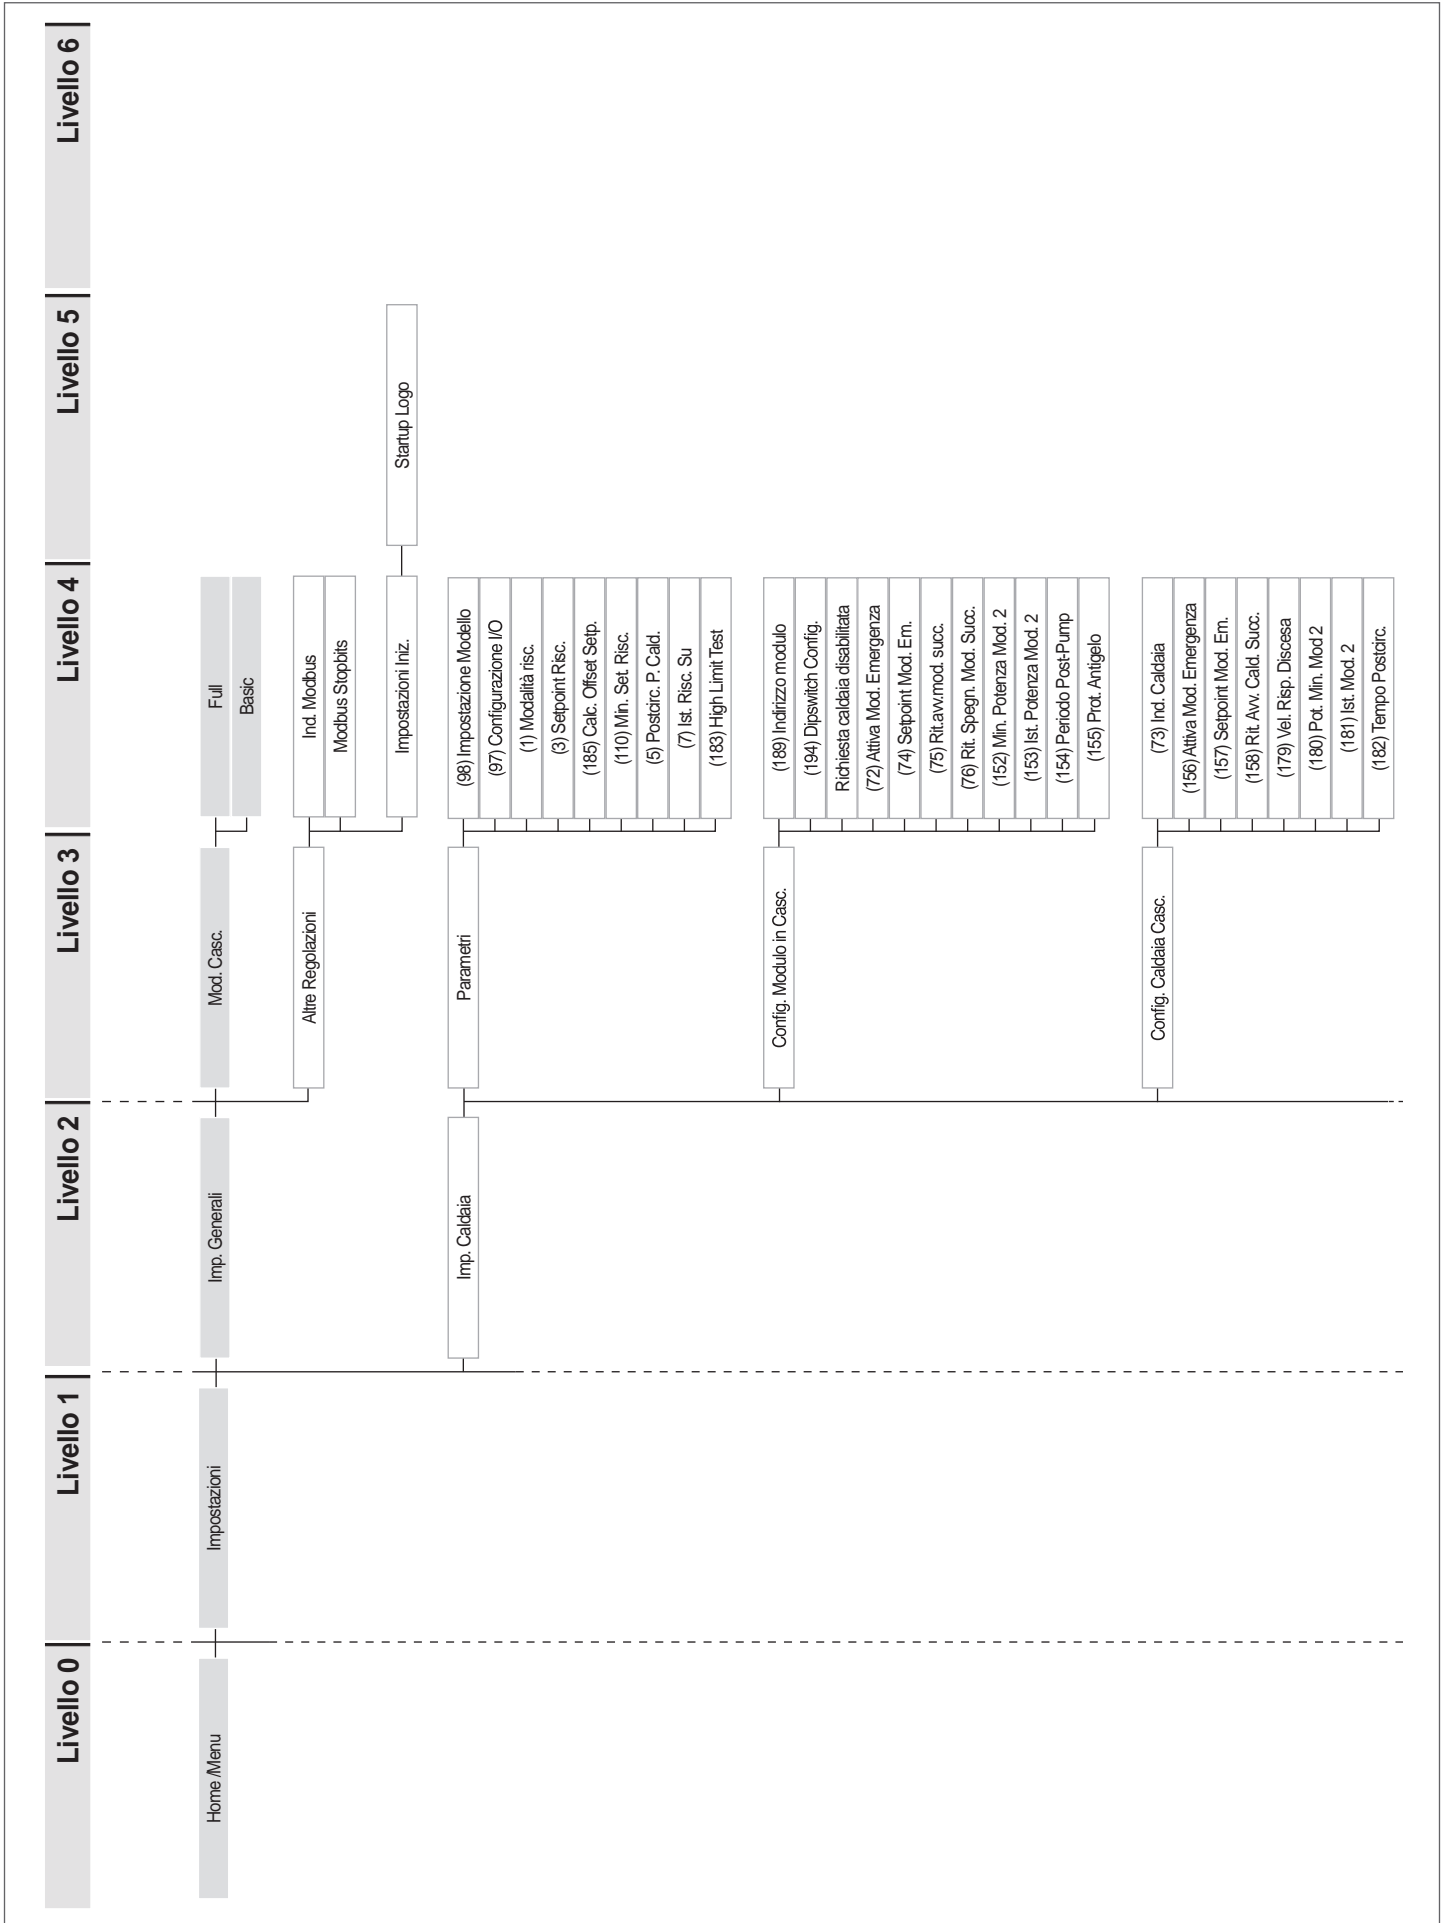 Livello 0
Livello 1
Livello 2
Livello 3
Livello 4
Livello 5
Livello 6
Home /Menu
Impostazioni
Imp. Generali
Mod. Casc.
Full
Basic
Altre Regolazioni
Ind. Modbus
Modbus Stopbits
Impostazioni Iniz.
Startup Logo
Imp. Caldaia
Parametri
(98) Impostazione Modello
(97) Configurazione I/O
(1) Modalità risc.
(3) Setpoint Risc.
(185) Calc. Offset Setp.
(110) Min. Set. Risc.
(5) Postcirc. P. Cald.
(7) Ist. Risc. Su
(183) High Limit Test
Config. Modulo in Casc.
(189) Indirizzo modulo
(194) Dipswitch Config.
Richiesta caldaia disabilitata
(72) Attiva Mod. Emergenza
(74) Setpoint Mod. Em.
(75) Rit.avv.mod. succ.
(76) Rit. Spegn. Mod. Succ.
(152) Min. Potenza Mod. 2
(153) Ist. Potenza Mod. 2
(154) Periodo Post-Pump
(155) Prot. Antigelo
Config. Caldaia Casc.
(73) Ind. Caldaia
(156) Attiva Mod. Emergenza
(157) Setpoint Mod. Em.
(158) Rit. Avv. Cald. Succ.
(179) Vel. Risp. Discesa
(180) Pot. Min. Mod 2
(181) Ist. Mod. 2
(182) Tempo Postcirc.